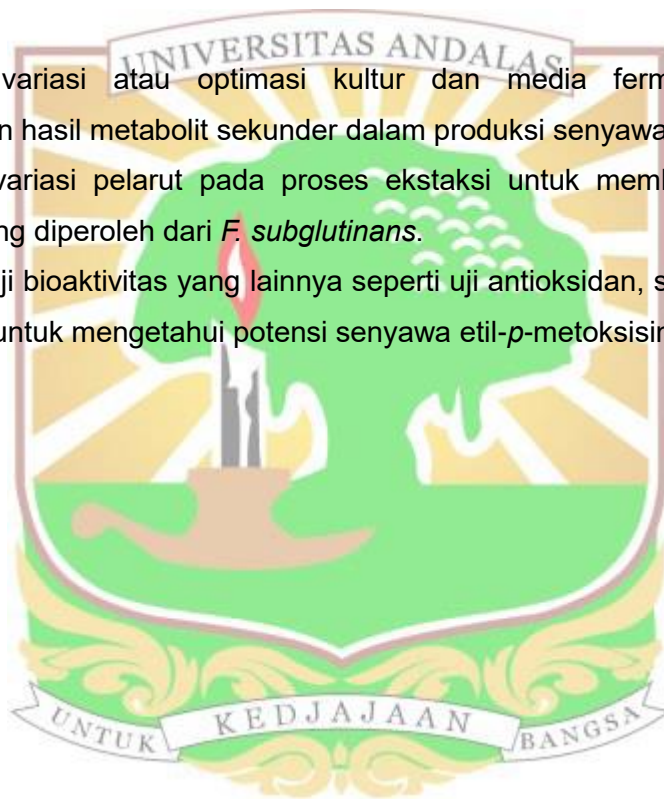 UNIVERSITAS ANDALAS
variasi atau optimasi kultur dan media ferm
n hasil metabolit sekunder dalam produksi senyawa
variasi pelarut pada proses ekstaksi untuk memb
ng diperoleh dari F. subglutinans.
ji bioaktivitas yang lainnya seperti uji antioksidan, s
untuk mengetahui potensi senyawa etil-p-metoksisin
UNTUK KEDJAJAAN BANGSA